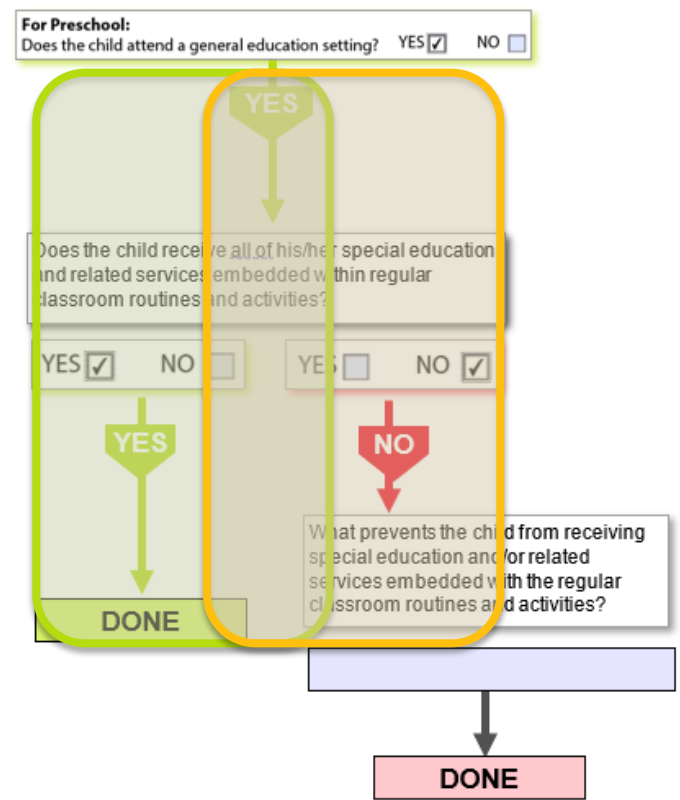 For Preschool:
Does the child attend a general education setting? YES NO
YES
Does the child receive all of his/her special education
and related services embedded within regular
classroom routines and activities?
YES NO YES NO
YES NO
What prevents the child from receiving
special education and/or related
services embedded with the regular
classroom routines and activities?
DONE
DONE